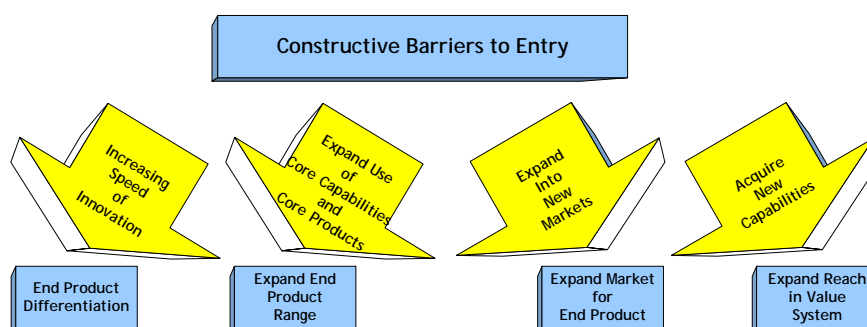 Constructive Barriers to Entry
Increasing
Speed
of
Innovation
Expand Use
of
Core Capabilities
and
Core Products
Expand
Into
New
Markets
Acquire
New
Capabilities
End Product
Differentiation
Expand End
Product
Range
Expand Market
for
End Product
Expand Reach
in Value
System